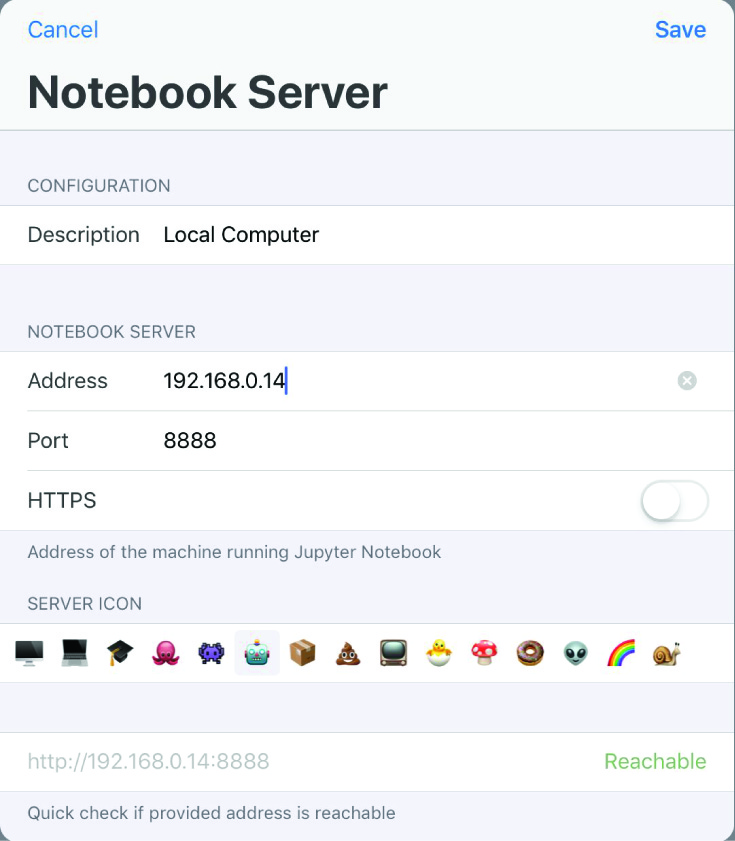 Cancel Save
Notebook Server
CONFIGURATION
Description Local Computer
NOTEBOOK SERVER
Address 192.168.0.14
Port 8888
HTTPS
Address of the machine running Jupyter Notebook
SERVER ICON
http://192.168.0.14:8888 Reachable
Quick check if provided address is reachable